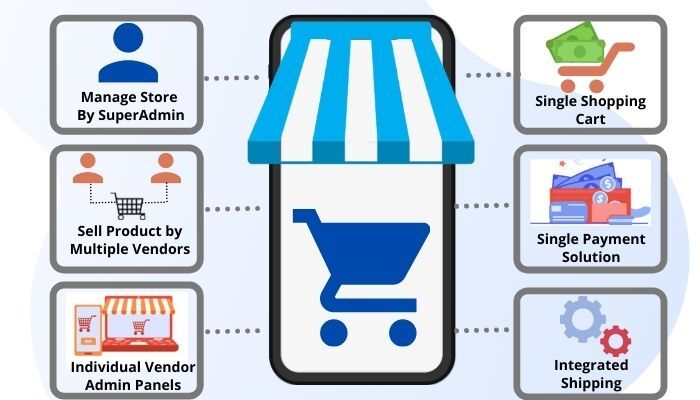 Manage Store
By SuperAdmin
Sell Product by
Multiple Vendors
Individual Vendor
Admin Panels
Single Shopping
Cart
$
$
Single Payment
Solution
Integrated
Shipping